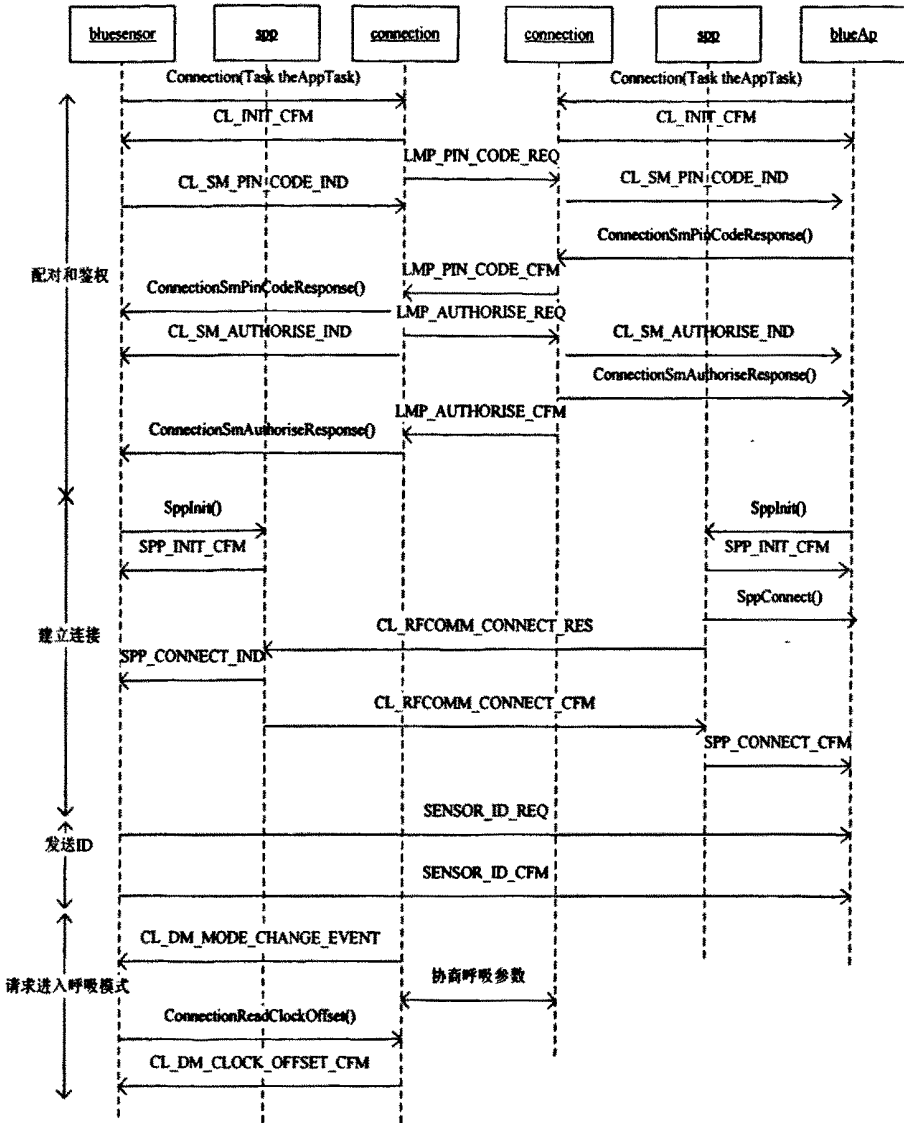 bluesensor
spp
connection
connection
spp
blueAp
Connection(Task theAppTask)
Connection(Task theAppTask)
CL_INIT_CFM
CL_INIT_CFM
LMP_PIN_CODE_REQ
CL_SM_PIN_CODE_IND
CL_SM_PIN_CODE_IND
ConnectionSmPinCodeResponse()
配对和鉴权
LMP_PIN_CODE_CFM
ConnectionSmPinCodeResponse()
LMP_AUTHORISE_REQ
CL_SM_AUTHORISE_IND
CL_SM_AUTHORISE_IND
ConnectionSmAuthoriseResponse()
LMP_AUTHORISE_CFM
ConnectionSmAuthoriseResponse()
SppInit()
SppInit()
SPP_INIT_CFM
SPP_INIT_CFM
SppConnect()
建立连接
CL_RFCOMM_CONNECT_RES
SPP_CONNECT_IND
CL_RFCOMM_CONNECT_CFM
SPP_CONNECT_CFM
SENSOR_ID_REQ
发送ID
SENSOR_ID_CFM
CL_DM_MODE_CHANGE_EVENT
协商呼吸参数
请求进入呼吸模式
ConnectionReadClockOffset()
CL_DM_CLOCK_OFFSET_CFM